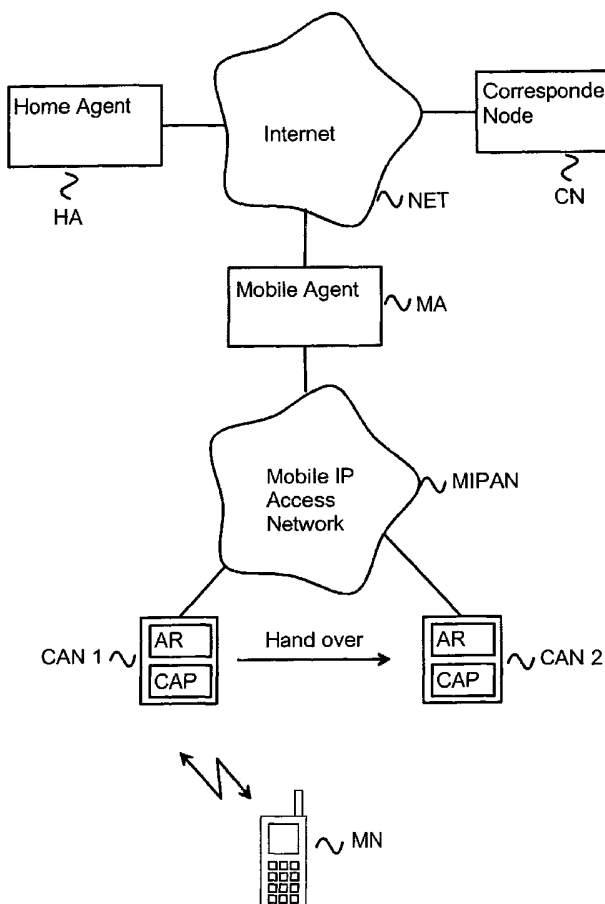 Home Agent
Internet
Corresponde
Node
HA
NET
CN
Mobile Agent
MA
Mobile IP
Access
Network
MIPAN
CAN 1
AR
CAP
Hand over
AR
CAP
CAN 2
MN